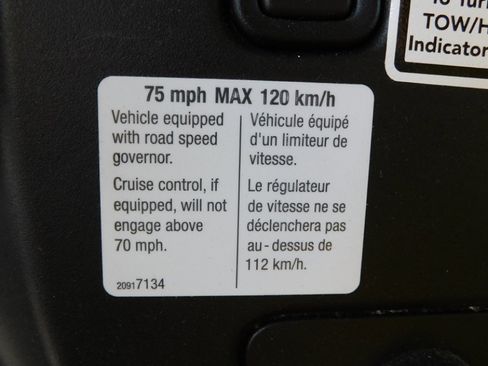 To Turn
TOW/H
Indicator
75 mph MAX 120 km/h
Vehicle equipped
with road speed
governor.
Cruise control, if
equipped, will not
engage above
70 mph.
20917134
Véhicule équipé
d'un limiteur de
vitesse.
Le régulateur
de vitesse ne se
déclenchera pas
au-dessus de
112 km/h.